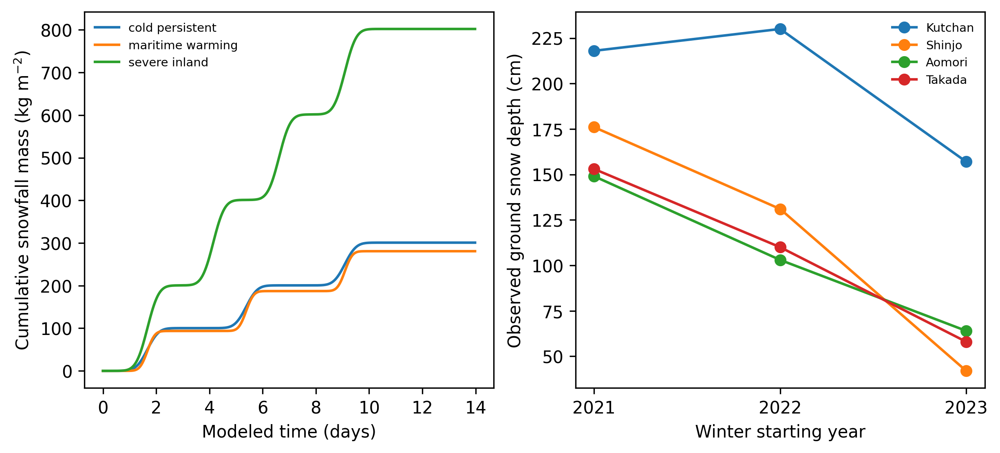 Cumulative snowfall mass (kg m⁻²)
800
700
600
500
400
300
200
100
0
cold persistent
maritime warming
severe inland
0 2 4 6 8 10 12 14
Modeled time (days)
Observed ground snow depth (cm)
225
200
175
150
125
100
75
50
Kutchan
Shinjo
Aomori
Takada
2021 2022 2023
Winter starting year